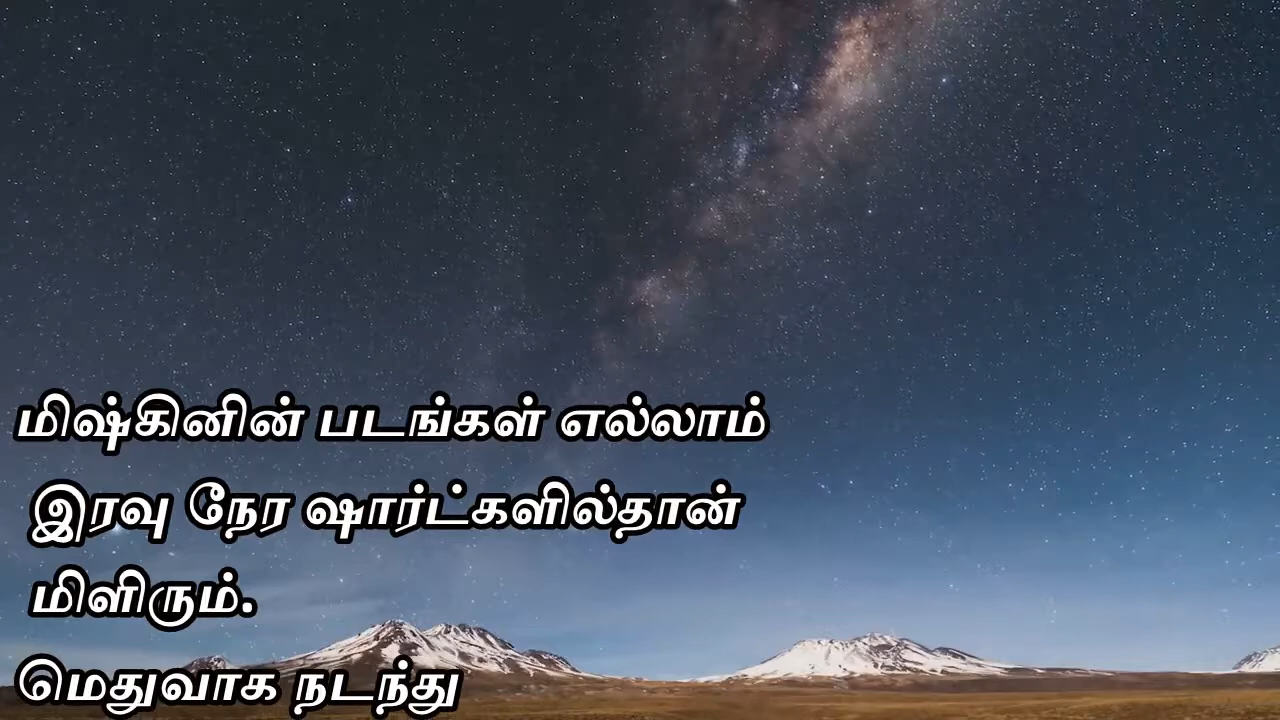 மிஷ்கினின் படங்கள் எல்லாம்
இரவு நேர ஷார்ட்களில்தான்
மிளிரும்.
மெதுவாக நடந்து